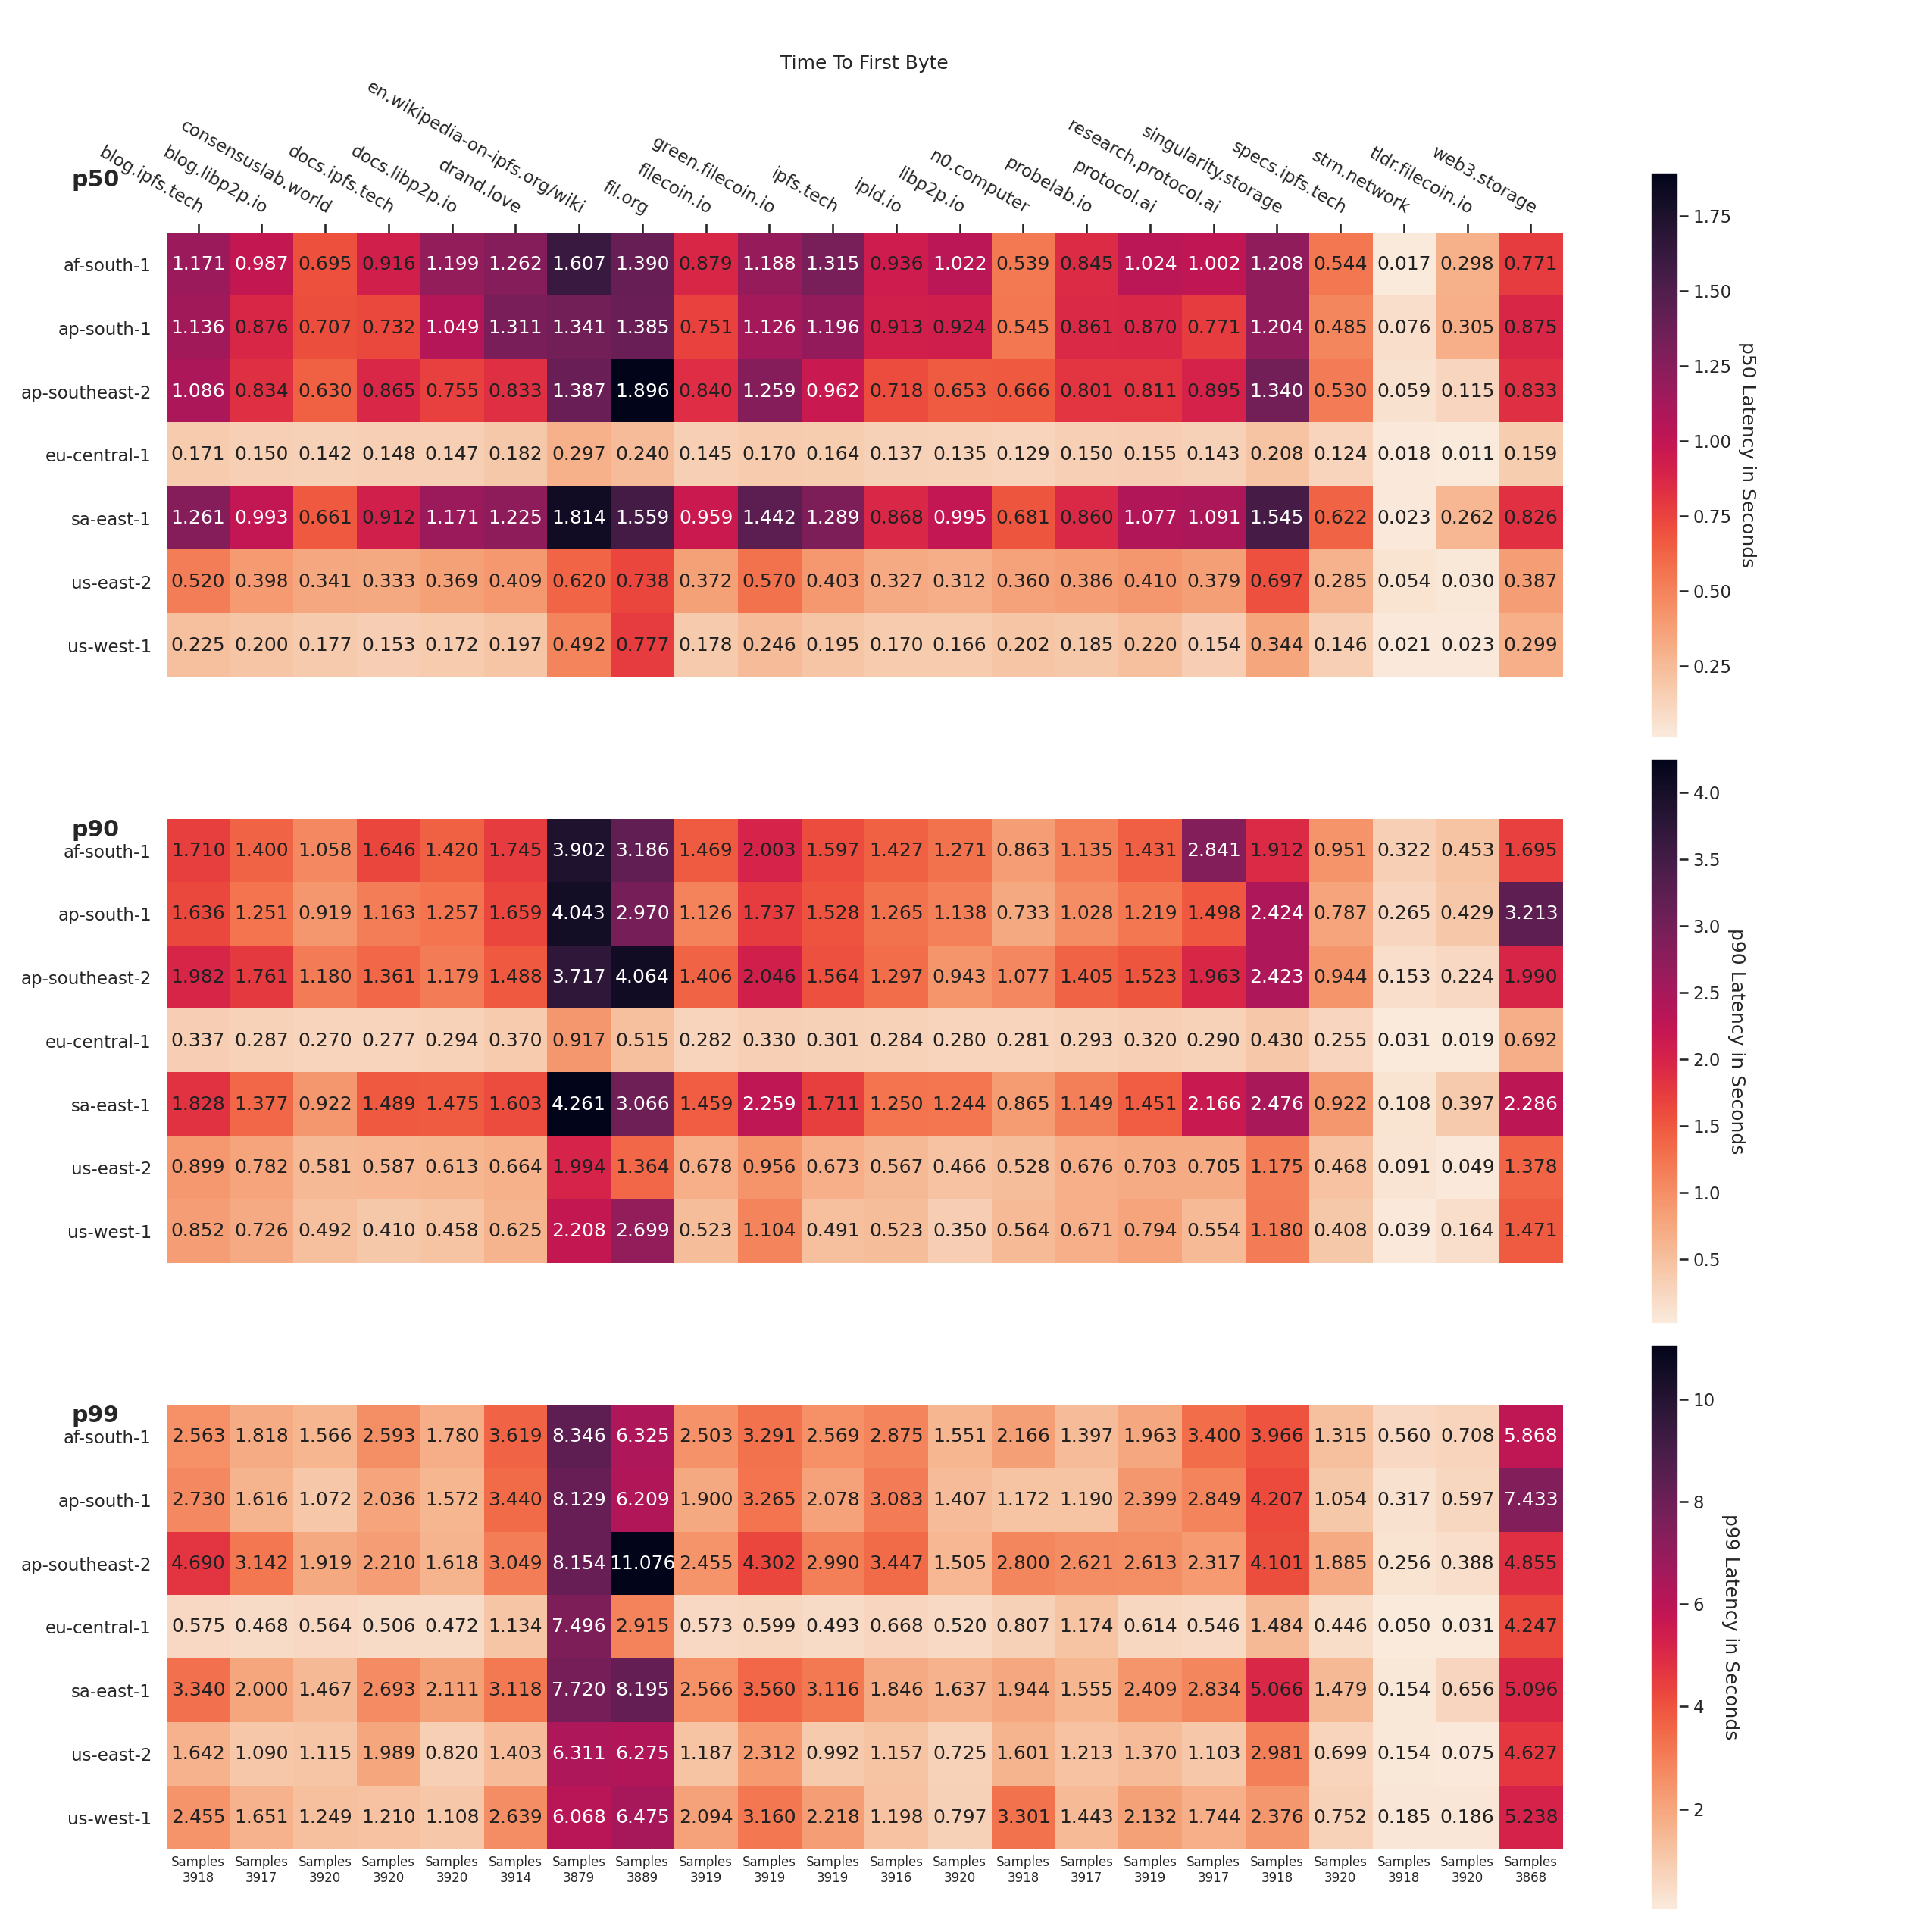 Time To First Byte
p50
blog.ipfs.tech
blog.libp2p.io
consensuslab.world
docs.ipfs.tech
docs.libp2p.io
drand.love
en.wikipedia-on-ipfs.org/wiki
fil.org
filecoin.io
green.filecoin.io
ipfs.tech
ipld.io
libp2p.io
n0.computer
probelab.io
protocol.ai
research.protocol.ai
singularity.storage
specs.ipfs.tech
strn.network
tldr.filecoin.io
web3.storage
af-south-1 1.171 0.987 0.695 0.916 1.199 1.262 1.607 1.390 0.879 1.188 1.315 0.936 1.022 0.539 0.845 1.024 1.002 1.208 0.544 0.017 0.298 0.771
ap-south-1 1.136 0.876 0.707 0.732 1.049 1.311 1.341 1.385 0.751 1.126 1.196 0.913 0.924 0.545 0.861 0.870 0.771 1.204 0.485 0.076 0.305 0.875
ap-southeast-2 1.086 0.834 0.630 0.865 0.755 0.833 1.387 1.896 0.840 1.259 0.962 0.718 0.653 0.666 0.801 0.811 0.895 1.340 0.530 0.059 0.115 0.833
eu-central-1 0.171 0.150 0.142 0.148 0.147 0.182 0.297 0.240 0.145 0.170 0.164 0.137 0.135 0.129 0.150 0.155 0.143 0.208 0.124 0.018 0.011 0.159
sa-east-1 1.261 0.993 0.661 0.912 1.171 1.225 1.814 1.559 0.959 1.442 1.289 0.868 0.995 0.681 0.860 1.077 1.091 1.545 0.622 0.023 0.262 0.826
us-east-2 0.520 0.398 0.341 0.333 0.369 0.409 0.620 0.738 0.372 0.570 0.403 0.327 0.312 0.360 0.386 0.410 0.379 0.697 0.285 0.054 0.030 0.387
us-west-1 0.225 0.200 0.177 0.153 0.172 0.197 0.492 0.777 0.178 0.246 0.195 0.170 0.166 0.202 0.185 0.220 0.154 0.344 0.146 0.021 0.023 0.299
1.75
1.50
1.25
1.00
0.75
0.50
0.25
p50 Latency in Seconds
p90
af-south-1 1.710 1.400 1.058 1.646 1.420 1.745 3.902 3.186 1.469 2.003 1.597 1.427 1.271 0.863 1.135 1.431 2.841 1.912 0.951 0.322 0.453 1.695
ap-south-1 1.636 1.251 0.919 1.163 1.257 1.659 4.043 2.970 1.126 1.737 1.528 1.265 1.138 0.733 1.028 1.219 1.498 2.424 0.787 0.265 0.429 3.213
ap-southeast-2 1.982 1.761 1.180 1.361 1.179 1.488 3.717 4.064 1.406 2.046 1.564 1.297 0.943 1.077 1.405 1.523 1.963 2.423 0.944 0.153 0.224 1.990
eu-central-1 0.337 0.287 0.270 0.277 0.294 0.370 0.917 0.515 0.282 0.330 0.301 0.284 0.280 0.281 0.293 0.320 0.290 0.430 0.255 0.031 0.019 0.692
sa-east-1 1.828 1.377 0.922 1.489 1.475 1.603 4.261 3.066 1.459 2.259 1.711 1.250 1.244 0.865 1.149 1.451 2.166 2.476 0.922 0.108 0.397 2.286
us-east-2 0.899 0.782 0.581 0.587 0.613 0.664 1.994 1.364 0.678 0.956 0.673 0.567 0.466 0.528 0.676 0.703 0.705 1.175 0.468 0.091 0.049 1.378
us-west-1 0.852 0.726 0.492 0.410 0.458 0.625 2.208 2.699 0.523 1.104 0.491 0.523 0.350 0.564 0.671 0.794 0.554 1.180 0.408 0.039 0.164 1.471
4.0
3.5
3.0
2.5
2.0
1.5
1.0
0.5
p90 Latency in Seconds
p99
af-south-1 2.563 1.818 1.566 2.593 1.780 3.619 8.346 6.325 2.503 3.291 2.569 2.875 1.551 2.166 1.397 1.963 3.400 3.966 1.315 0.560 0.708 5.868
ap-south-1 2.730 1.616 1.072 2.036 1.572 3.440 8.129 6.209 1.900 3.265 2.078 3.083 1.407 1.172 1.190 2.399 2.849 4.207 1.054 0.317 0.597 7.433
ap-southeast-2 4.690 3.142 1.919 2.210 1.618 3.049 8.154 11.076 2.455 4.302 2.990 3.447 1.505 2.800 2.621 2.613 2.317 4.101 1.885 0.256 0.388 4.855
eu-central-1 0.575 0.468 0.564 0.506 0.472 1.134 7.496 2.915 0.573 0.599 0.493 0.668 0.520 0.807 1.174 0.614 0.546 1.484 0.446 0.050 0.031 4.247
sa-east-1 3.340 2.000 1.467 2.693 2.111 3.118 7.720 8.195 2.566 3.560 3.116 1.846 1.637 1.944 1.555 2.409 2.834 5.066 1.479 0.154 0.656 5.096
us-east-2 1.642 1.090 1.115 1.989 0.820 1.403 6.311 6.275 1.187 2.312 0.992 1.157 0.725 1.601 1.213 1.370 1.103 2.981 0.699 0.154 0.075 4.627
us-west-1 2.455 1.651 1.249 1.210 1.108 2.639 6.068 6.475 2.094 3.160 2.218 1.198 0.797 3.301 1.443 2.132 1.744 2.376 0.752 0.185 0.186 5.238
Samples Samples Samples Samples Samples Samples Samples Samples Samples Samples Samples Samples Samples Samples Samples Samples Samples Samples Samples Samples Samples Samples
3918 3917 3920 3920 3920 3914 3879 3889 3919 3919 3919 3916 3920 3918 3917 3919 3917 3918 3920 3918 3920 3868
10
8
6
4
2
p99 Latency in Seconds